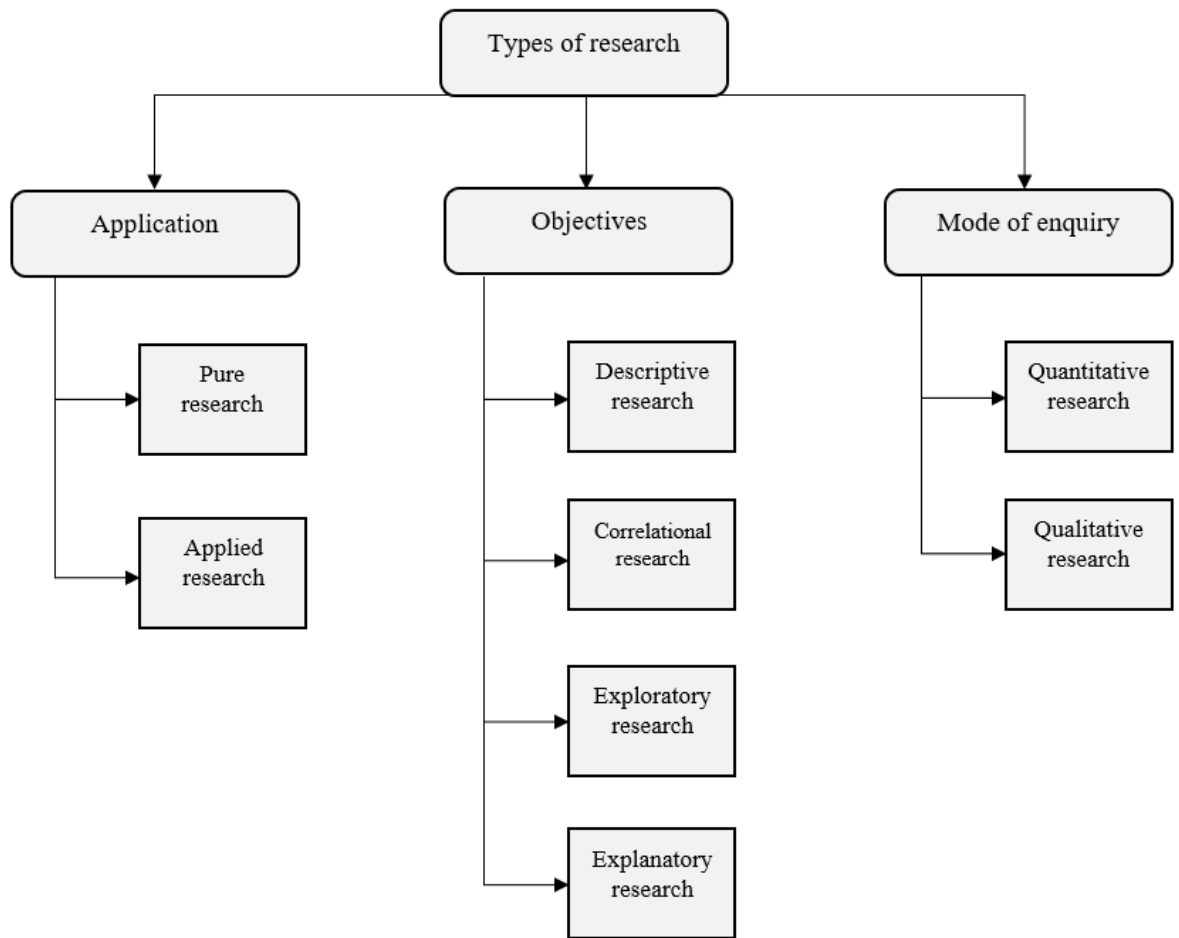 Types of research
Application
Objectives
Mode of enquiry
Pure
research
Applied
research
Descriptive
research
Correlational
research
Exploratory
research
Explanatory
research
Quantitative
research
Qualitative
research